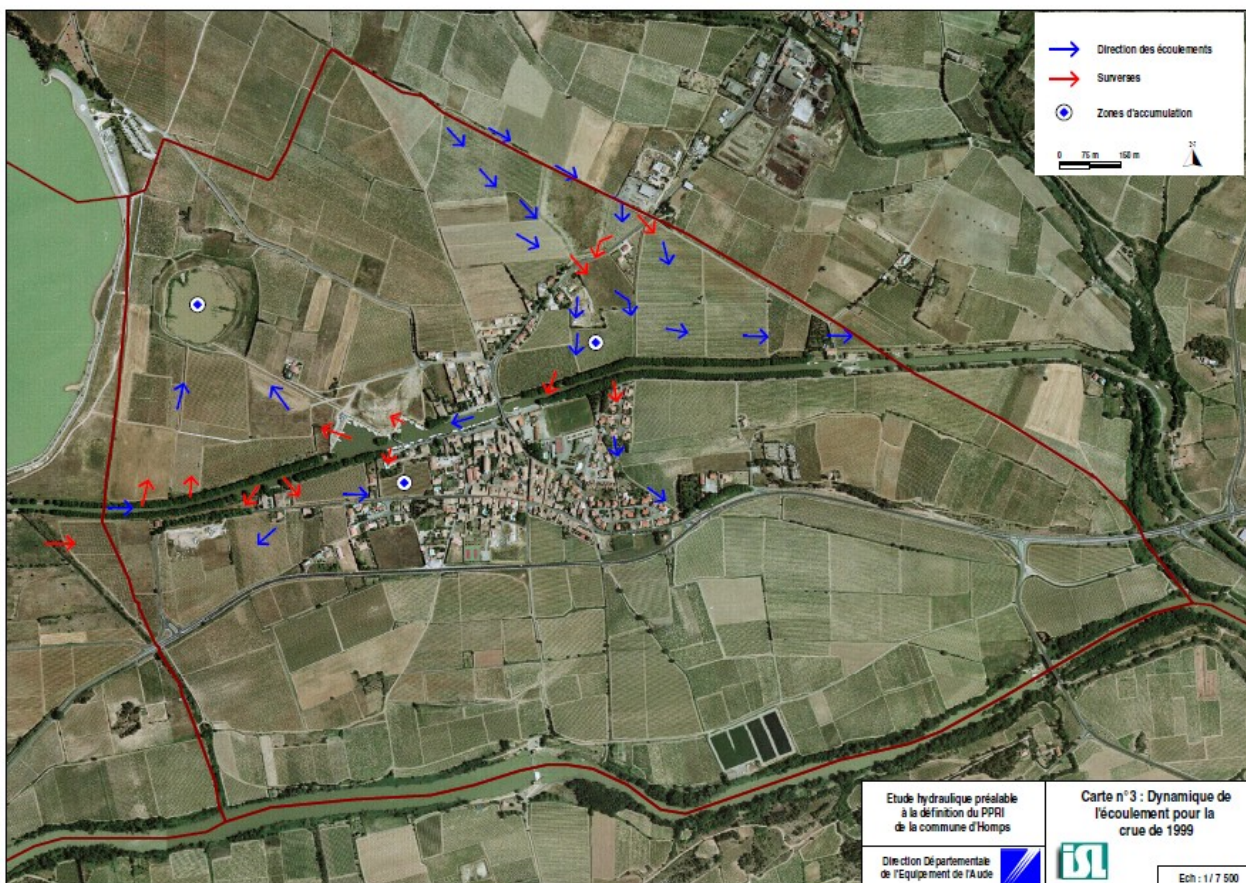 Direction des écoulements
Surverses
Zones d'accumulation
0 75 m 150 m
N
Etude hydraulique préalable
à la définition du PPRI
de la commune d'Homps
Direction Départementale
de l'Equipement de l'Aude
Carte n°3 : Dynamique de
l'écoulement pour la
crue de 1999
iSL
Ech : 1/ 7 500